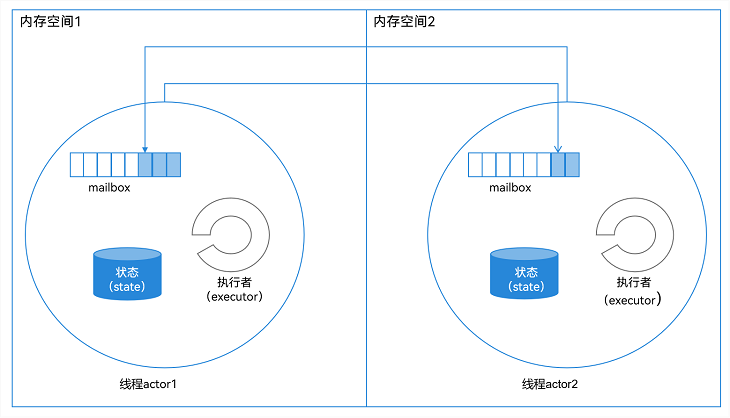 内存空间1
内存空间2
mailbox
mailbox
状态
（state）
执行者
（executor）
状态
（state）
执行者
（executor）
线程actor1
线程actor2